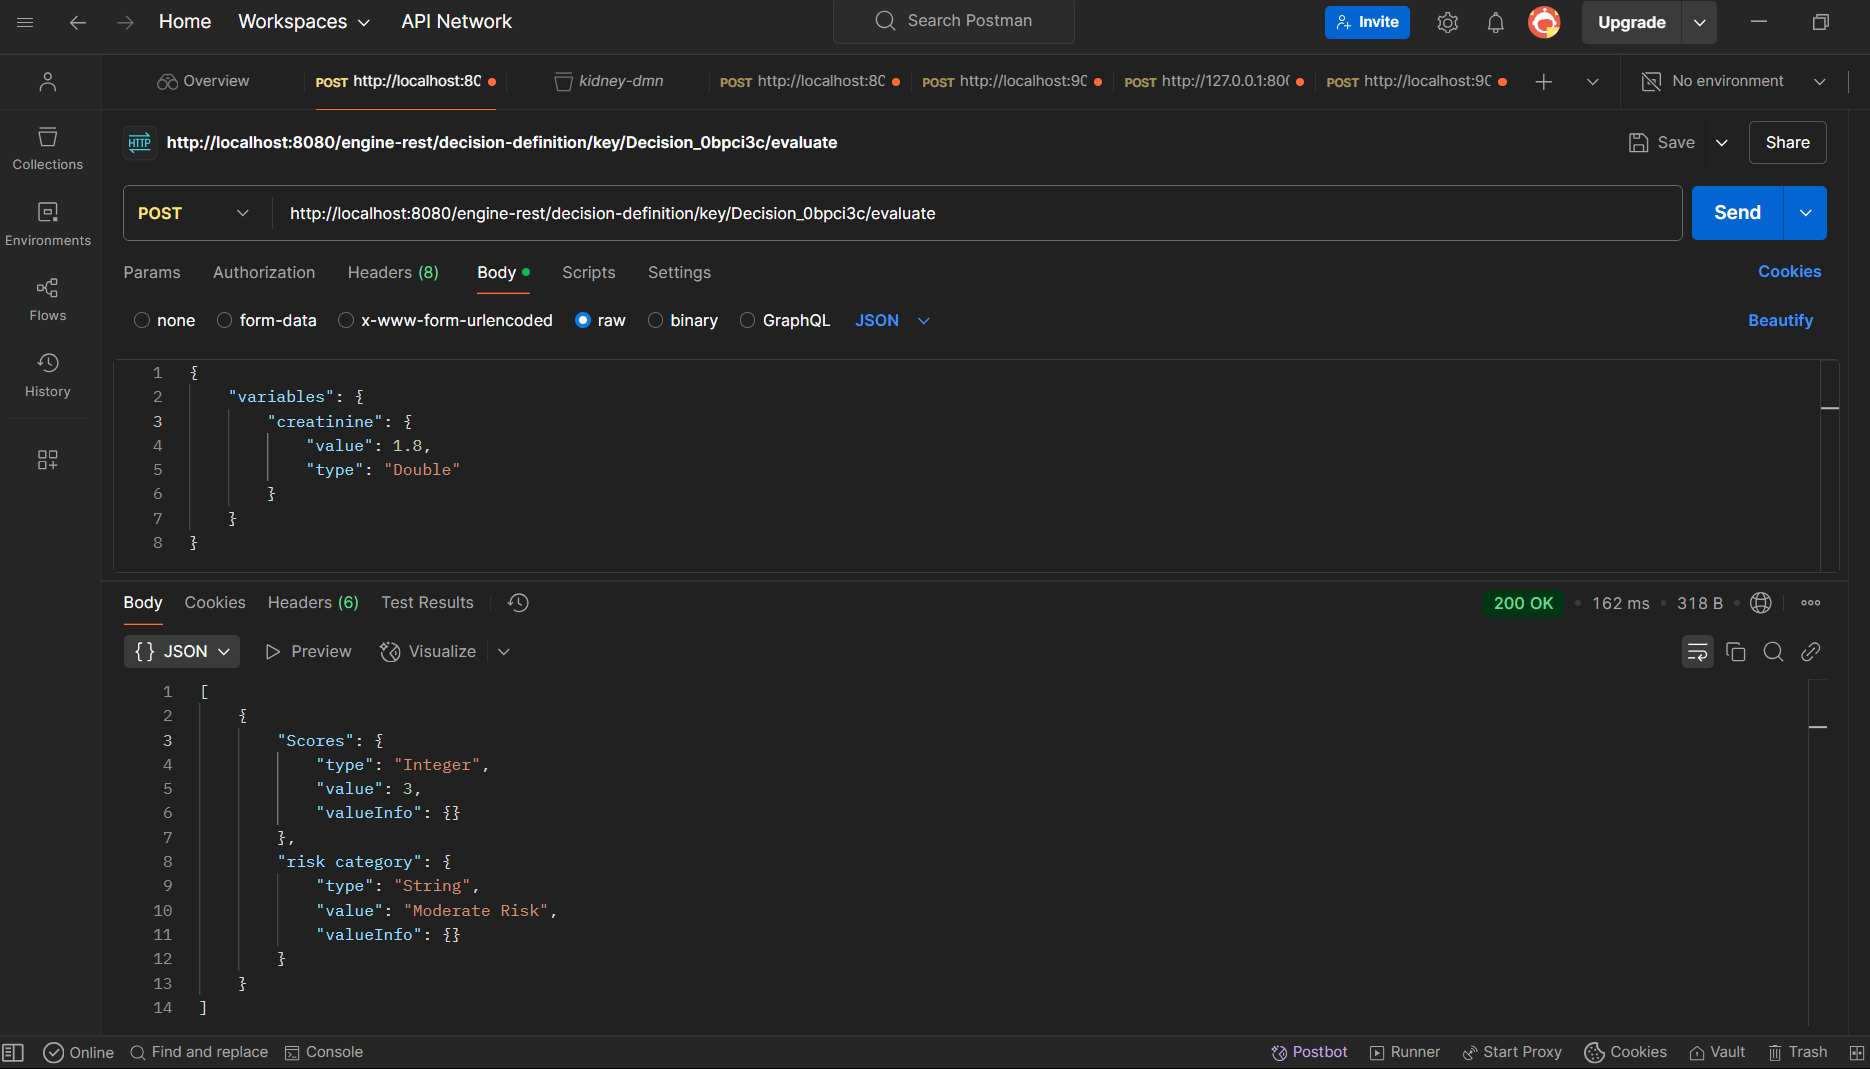 Home Workspaces API Network Search Postman Invite Upgrade
Overview POST http://localhost:80 kidney-dmn POST http://localhost:80 POST http://localhost:90 POST http://127.0.0.1:800 POST http://localhost:90 No environment
HTTP http://localhost:8080/engine-rest/decision-definition/key/Decision_0bpci3c/evaluate Save Share
Collections
POST http://localhost:8080/engine-rest/decision-definition/key/Decision_0bpci3c/evaluate Send
Environments
Params Authorization Headers (8) Body Scripts Settings Cookies
Flows
none form-data x-www-form-urlencoded raw binary GraphQL JSON Beautify
History
1 {
2 "variables": {
3 "creatinine": {
4 "value": 1.8,
5 "type": "Double"
6 }
7 }
8 }
Body Cookies Headers (6) Test Results 200 OK • 162 ms • 318 B •
{} JSON Preview Visualize
1 [
2 {
3 "Scores": {
4 "type": "Integer",
5 "value": 3,
6 "valueInfo": {}
7 },
8 "risk category": {
9 "type": "String",
10 "value": "Moderate Risk",
11 "valueInfo": {}
12 }
13 }
14 ]
Online Find and replace Console Postbot Runner Start Proxy Cookies Vault Trash